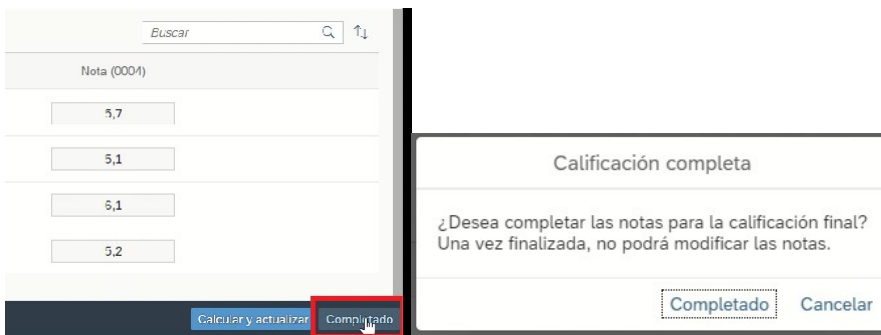 Buscar
Nota (0004)
5,7
5,1
5,1
5,2
Calcular y actualizar
Completado
Calificación completa
¿Desea completar las notas para la calificación final?
Una vez finalizada, no podrá modificar las notas.
Completado
Cancelar